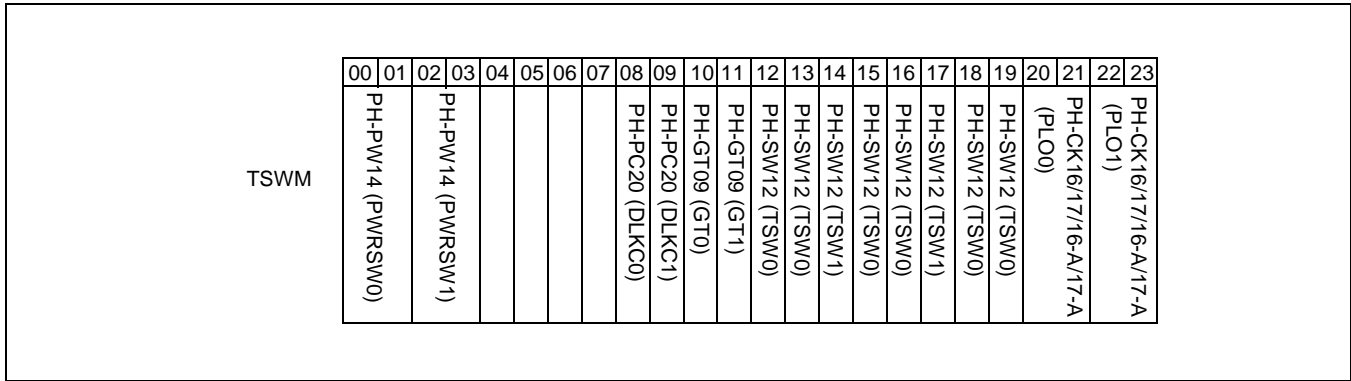 00 01 02 03 04 05 06 07 08 09 10 11 12 13 14 15 16 17 18 19 20 21 22 23
TSWM
PH-PW14 (PWRSW0)
PH-PW14 (PWRSW1)
PH-PC20 (DLKC0)
PH-PC20 (DLKC1)
PH-GT09 (GT0)
PH-GT09 (GT1)
PH-SW12 (TSW0)
PH-SW12 (TSW0)
PH-SW12 (TSW1)
PH-SW12 (TSW0)
PH-SW12 (TSW0)
PH-SW12 (TSW1)
PH-SW12 (TSW0)
PH-SW12 (TSW0)
PH-CK16/17/16-A/17-A
(PLO0)
PH-CK16/17/16-A/17-A
(PLO1)